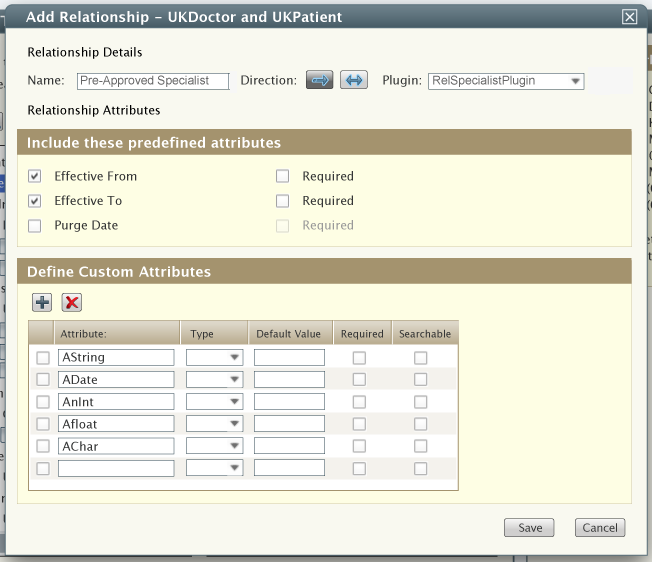 Add Relationship – UKDoctor and UKPatient
Relationship Details
Name: Pre-Approved Specialist Direction: Plugin: RelSpecialistPlugin
Relationship Attributes
Include these predefined attributes
Effective From Required
Effective To Required
Purge Date Required
Define Custom Attributes
Attribute: Type Default Value Required Searchable
AString
ADate
AnInt
Afloat
AChar
Save Cancel